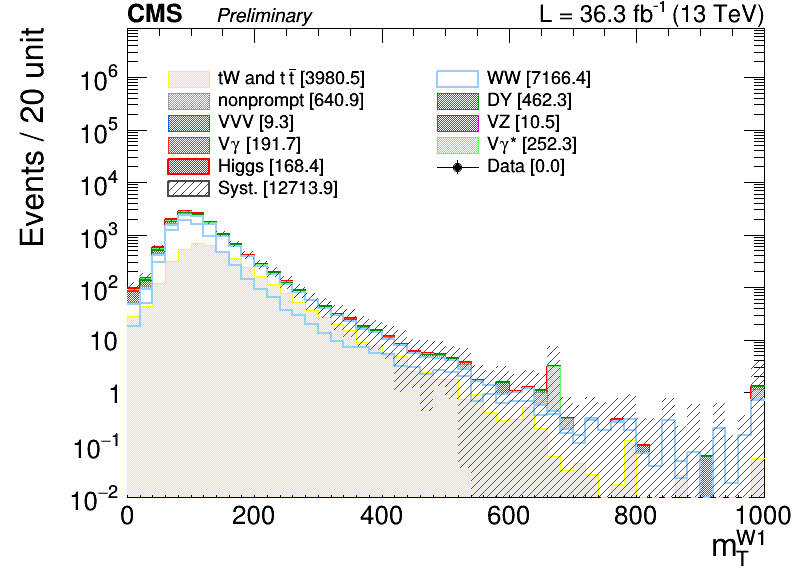 CMS Preliminary L = 36.3 fb⁻¹ (13 TeV)
Events / 20 unit
tW and t t̄ [3980.5]
nonprompt [640.9]
VVV [9.3]
Vγ [191.7]
Higgs [168.4]
Syst. [12713.9]
WW [7166.4]
DY [462.3]
VZ [10.5]
Vγ* [252.3]
Data [0.0]
10⁶
10⁵
10⁴
10³
10²
10
1
10⁻¹
10⁻²
0 200 400 600 800 1000
m_T^W1